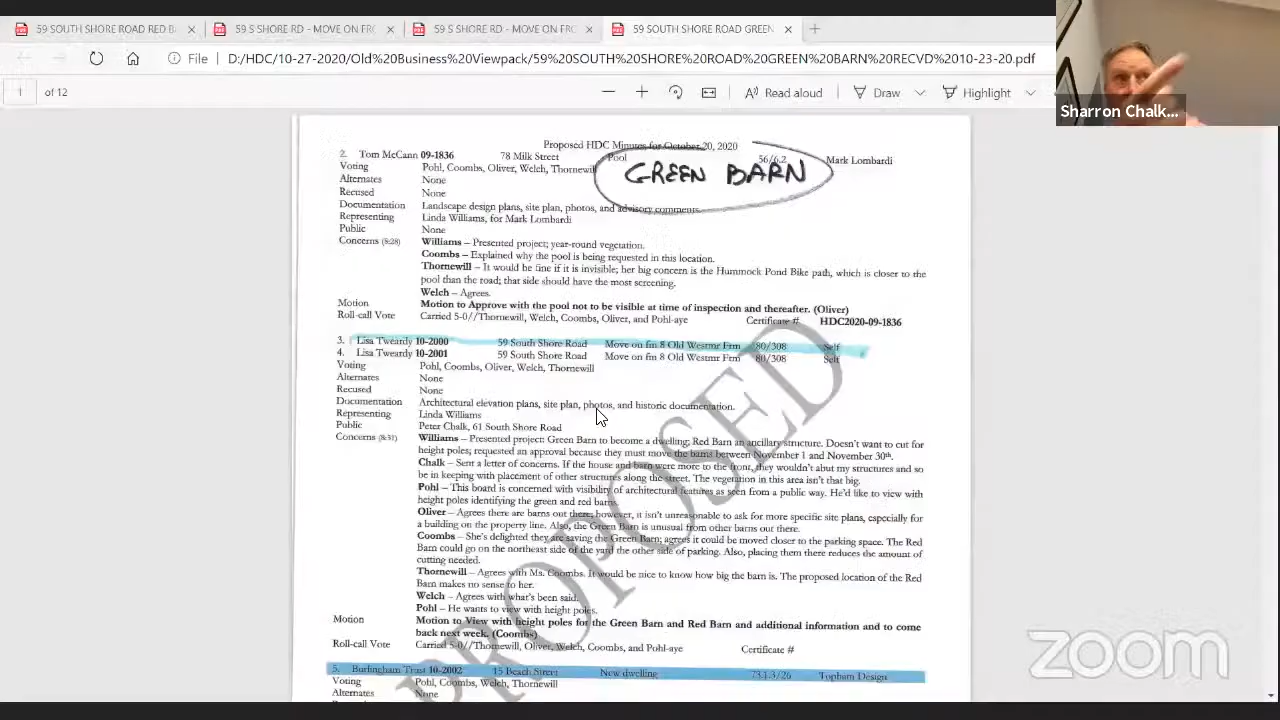 59 SOUTH SHORE ROAD RED B
59 S SHORE RD - MOVE ON FRO
59 S SHORE RD - MOVE ON FRO
59 SOUTH SHORE ROAD GREEN
File D:/HDC/10-27-2020/Old%20Business%20Viewpack/59%20SOUTH%20SHORE%20ROAD%20GREEN%20BARN%20RECVD%2010-23-20.pdf
1 of 12 Read aloud Draw Highlight
Sharron Chalk...
Proposed HDC Minutes for October 20, 2020
2. Tom McCann 09-1836 78 Milk Street Pool 56/6.2 Mark Lombardi
GREEN BARN
Voting Pohl, Coombs, Oliver, Welch, Thornewill
Alternates None
Recused None
Documentation Landscape design plans, site plan, photos, and advisory comments.
Representing Linda Williams, for Mark Lombardi
Public None
Concerns (8:28) Williams – Presented project; year-round vegetation.
Coombs – Explained why the pool is being requested in this location.
Thornewill – It would be fine if it is invisible; her big concern is the Hummock Pond Bike path, which is closer to the
pool than the road; that side should have the most screening.
Welch – Agrees.
Motion Motion to Approve with the pool not to be visible at time of inspection and thereafter. (Oliver)
Roll-call Vote Carried 5-0//Thornewill, Welch, Coombs, Oliver, and Pohl-aye Certificate # HDC2020-09-1836
3. Lisa Tweardy 10-2000 59 South Shore Road Move on fm 8 Old Westmr Frm 80/308 Self
4. Lisa Tweardy 10-2001 59 South Shore Road Move on fm 8 Old Westmr Frm 80/308 Self
Voting Pohl, Coombs, Oliver, Welch, Thornewill
Alternates None
Recused None
Documentation Architectural elevation plans, site plan, photos, and historic documentation.
Representing Linda Williams
Public Peter Chalk, 61 South Shore Road
Concerns (8:31) Williams – Presented project: Green Barn to become a dwelling; Red Barn an ancillary structure. Doesn't want to cut for
height poles; requested an approval because they must move the barns between November 1 and November 30th.
Chalk – Sent a letter of concerns. If the house and barn were more to the front, they wouldn't abut my structures and so
be in keeping with placement of other structures along the street. The vegetation in this area isn't that big.
Pohl – This board is concerned with visibility of architectural features as seen from a public way. He'd like to view with
height poles identifying the green and red barns.
Oliver – Agrees there are barns out there; however, it isn't unreasonable to ask for more specific site plans, especially for
a building on the property line. Also, the Green Barn is unusual from other barns out there.
Coombs – She's delighted they are saving the Green Barn; agrees it could be moved closer to the parking space. The Red
Barn could go on the northeast side of the yard the other side of parking. Also, placing them there reduces the amount of
cutting needed.
Thornewill – Agrees with Ms. Coombs. It would be nice to know how big the barn is. The proposed location of the Red
Barn makes no sense to her.
Welch – Agrees with what's been said.
Pohl – He wants to view with height poles.
Motion Motion to View with height poles for the Green Barn and Red Barn and additional information and to come
back next week. (Coombs)
Roll-call Vote Carried 5-0//Thornewill, Oliver, Welch, Coombs, and Pohl-aye Certificate #
5. Burlingham Trust 10-2002 15 Beach Street New dwelling 73.1.3/26 Topham Design
Voting Pohl, Coombs, Welch, Thornewill
Alternates None
PROPOSED
zoom